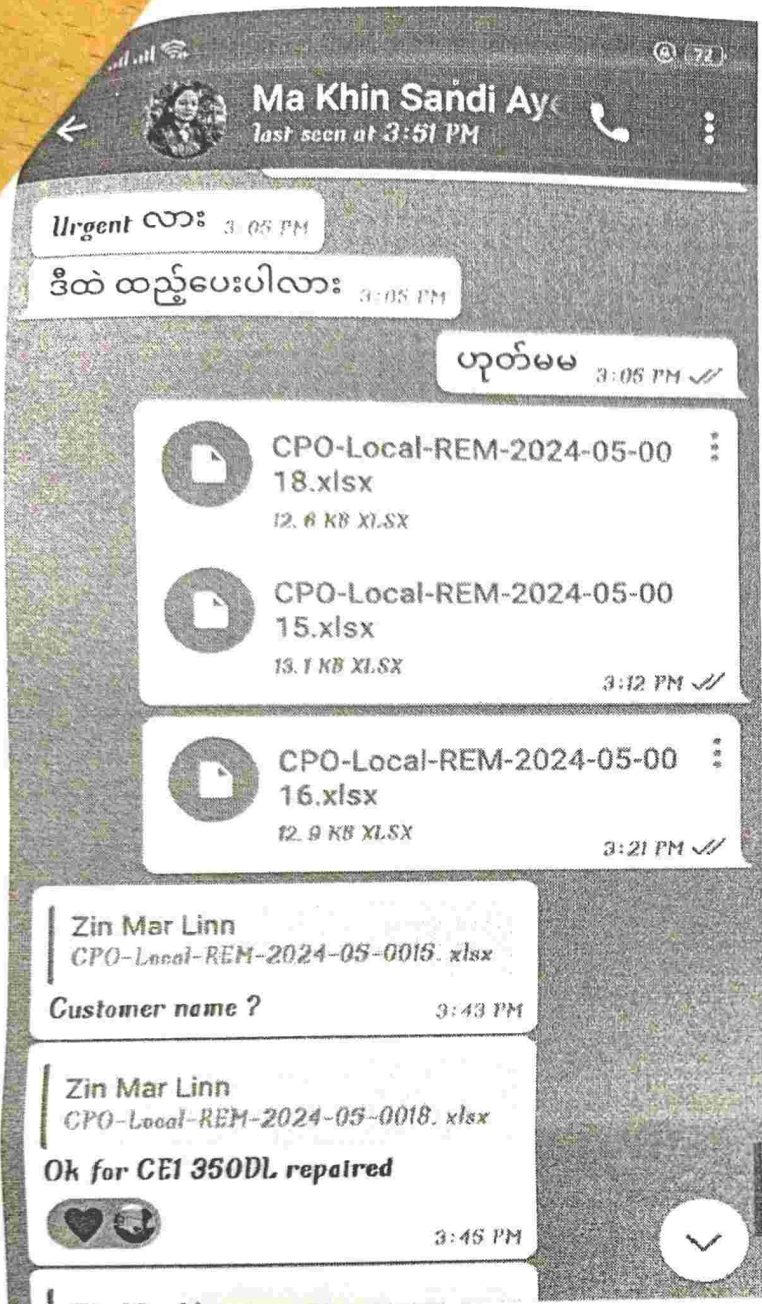 72
Ma Khin Sandi Aye
last seen at 3:51 PM
Urgent လား 3:05 PM
ဒီထဲ ထည့်ပေးပါလား 3:05 PM
ဟုတ်မမ 3:05 PM
CPO-Local-REM-2024-05-00
18.xlsx
12.6 KB XLSX
CPO-Local-REM-2024-05-00
15.xlsx
13.1 KB XLSX
3:12 PM
CPO-Local-REM-2024-05-00
16.xlsx
12.9 KB XLSX
3:21 PM
Zin Mar Linn
CPO-Local-REM-2024-05-0015.xlsx
Customer name ? 3:43 PM
Zin Mar Linn
CPO-Local-REM-2024-05-0018.xlsx
Ok for CE1 350DL repaired
3:45 PM